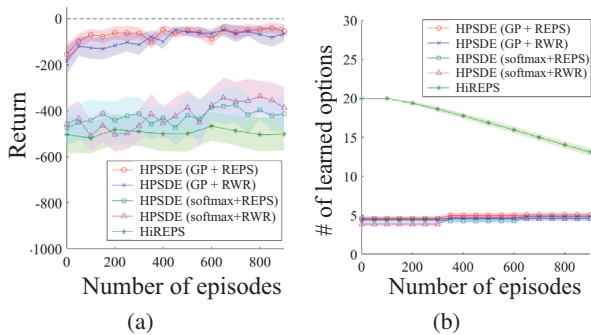 0
-200
-400
-600
-800
-1000
Return
HPSDE (GP + REPS)
HPSDE (GP + RWR)
HPSDE (softmax+REPS)
HPSDE (softmax+RWR)
HiREPS
0 200 400 600 800
Number of episodes
(a)
30
25
20
15
10
5
0
# of learned options
HPSDE (GP + REPS)
HPSDE (GP + RWR)
HPSDE (softmax+REPS)
HPSDE (softmax+RWR)
HiREPS
0 200 400 600 800
Number of episodes
(b)